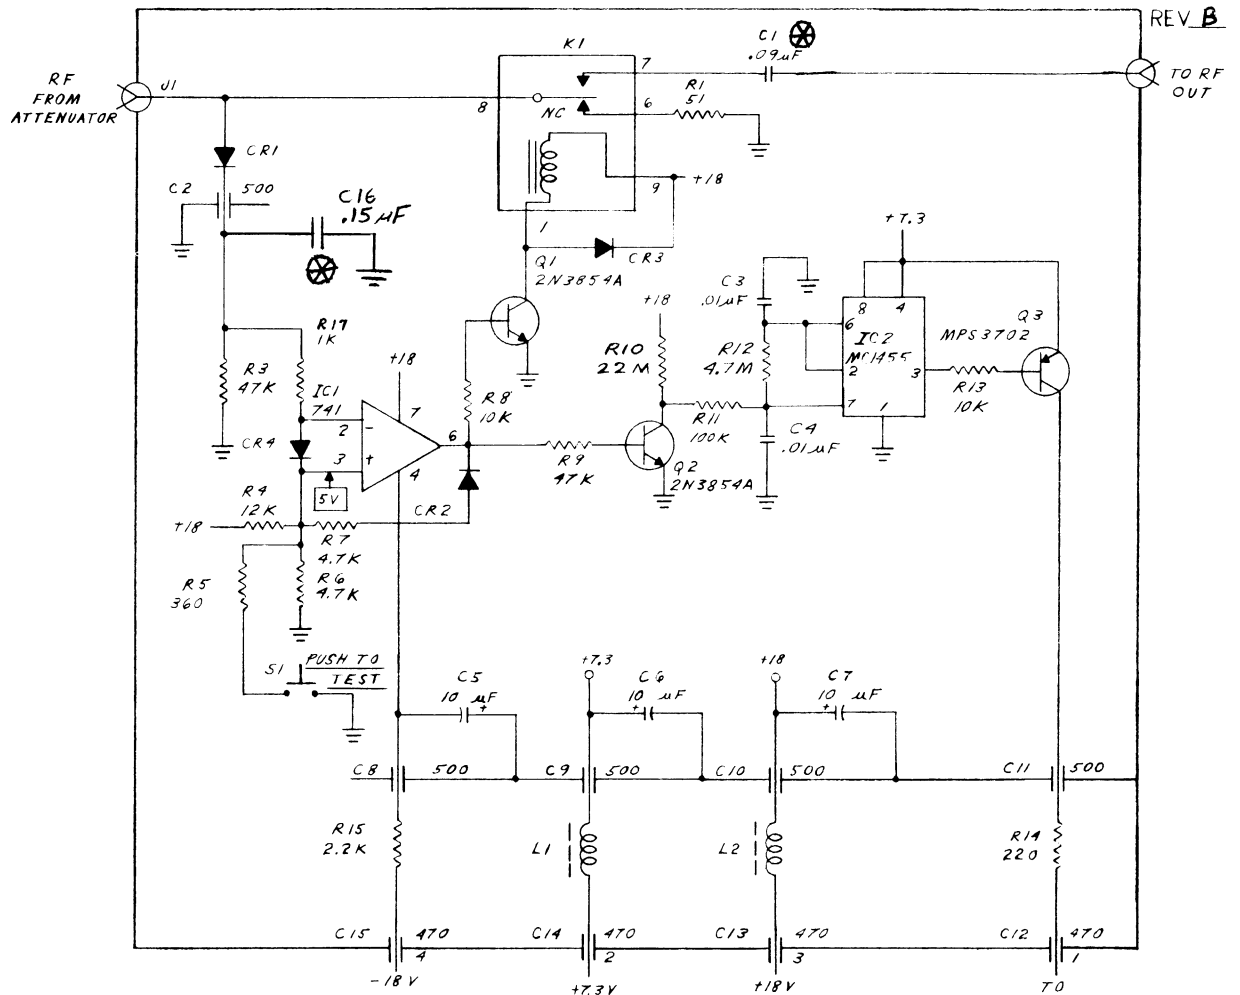 REV B
C1
.09µF
K1
7
RF
FROM
ATTENUATOR
J1
TO RF
OUT
8
NC
6
R1
51
CR1
C2
500
9
+18
C16
.15µF
1
CR3
+7.3
Q1
2N3854A
C3
.01µF
8
4
Q3
MPS3702
+18
6
IC2
MC1455
R17
1K
+18
R10
22M
R12
4.7M
R3
47K
IC1
741
7
R8
10K
2
3
R13
10K
7
1
2
-
R11
100K
CR4
6
C4
.01µF
3
+
4
R9
47K
Q2
2N3854A
5V
R4
12K
CR2
+18
R7
4.7K
R5
360
R6
4.7K
S1
PUSH TO
TEST
+7.3
+18
C5
10 µF
+
C6
10 µF
+
C7
10 µF
+
C8
500
C9
500
C10
500
C11
500
R15
2.2K
L1
L2
R14
220
C15
470
4
C14
470
2
C13
470
3
C12
470
1
-18V
+7.3V
+18V
TO